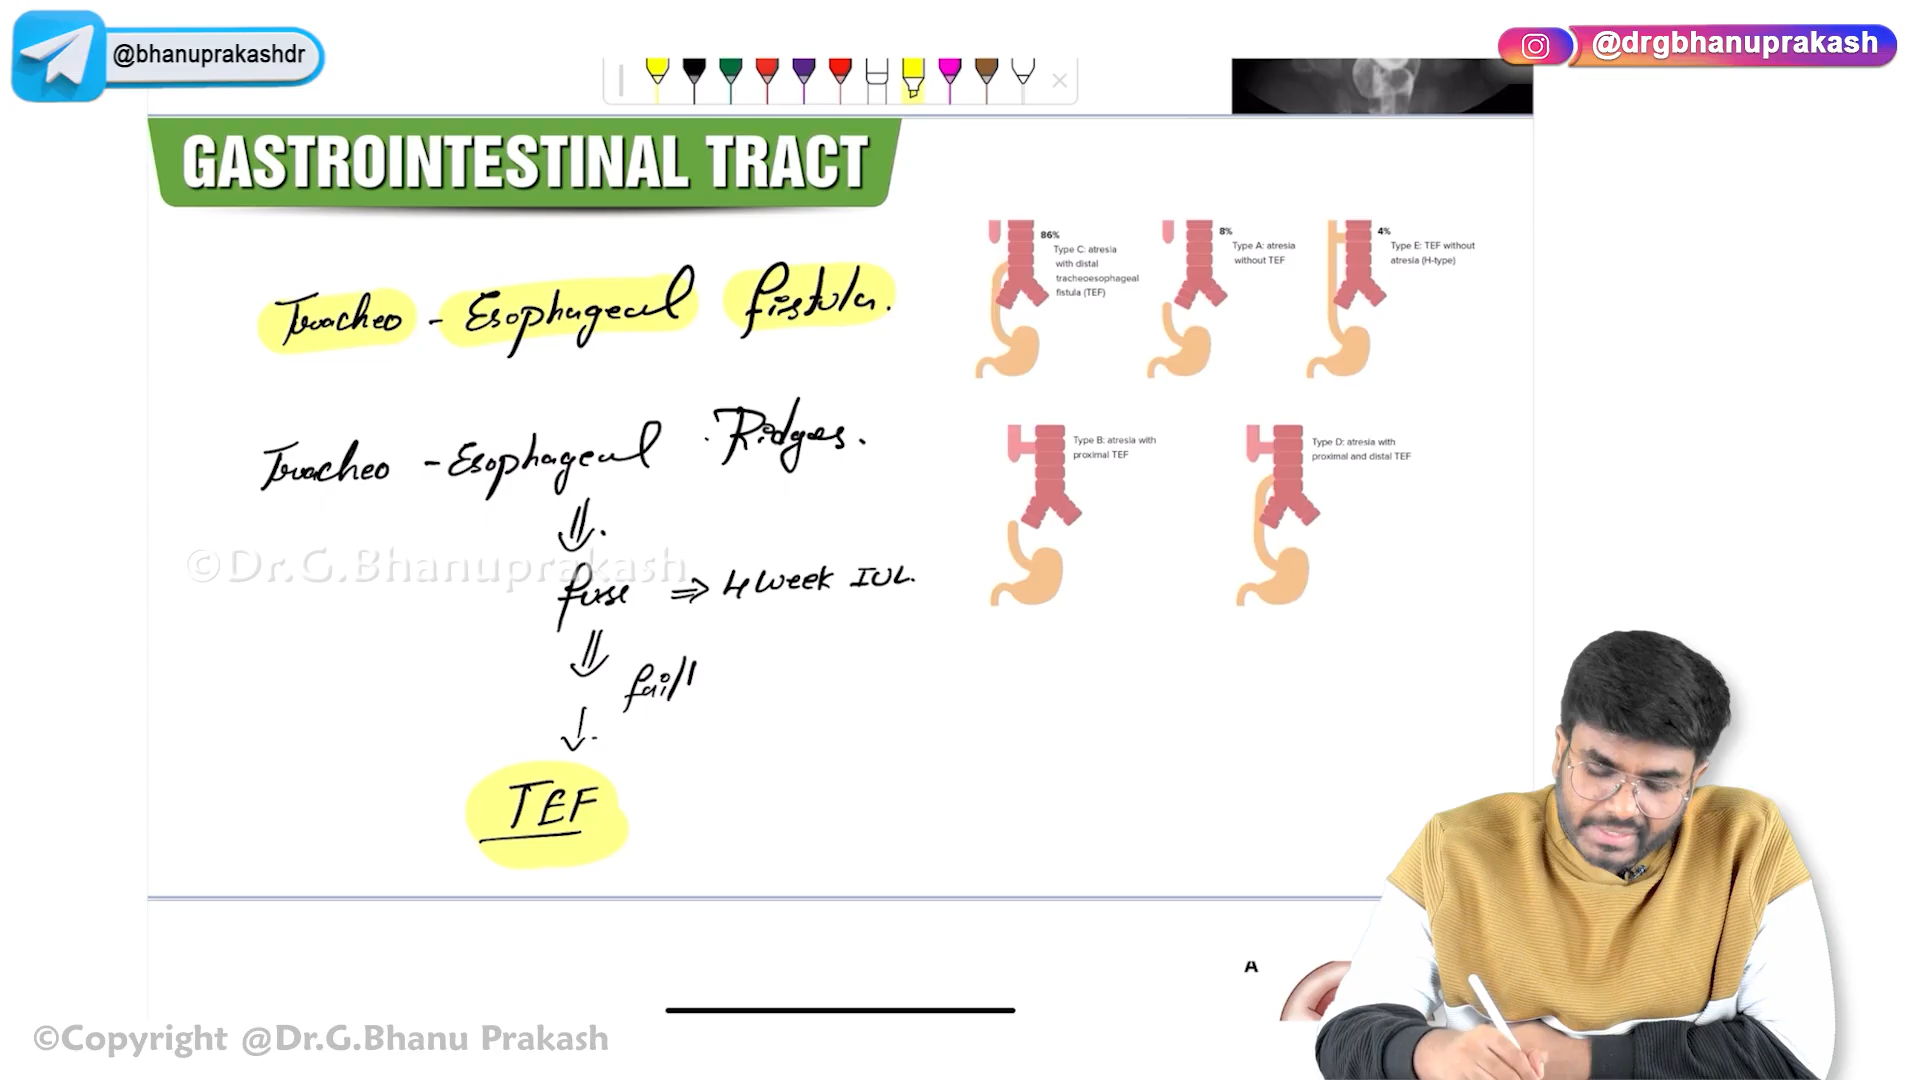 @bhanuprakashdr
@drgbhanuprakash
GASTROINTESTINAL TRACT
Tracheo - Esophageal fistula.
Tracheo - Esophageal Ridges.
fuse ⇒ 4 week IUL.
fail
TEF
86%
Type C: atresia
with distal
tracheoesophageal
fistula (TEF)
8%
Type A: atresia
without TEF
4%
Type E: TEF without
atresia (H-type)
Type B: atresia with
proximal TEF
Type D: atresia with
proximal and distal TEF
©Dr.G.Bhanuprakash
A
©Copyright @Dr.G.Bhanu Prakash